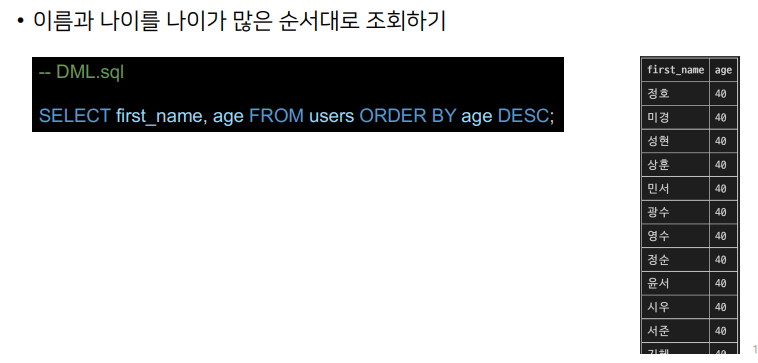 • 이름과 나이를 나이가 많은 순서대로 조회하기
-- DML.sql
SELECT first_name, age FROM users ORDER BY age DESC;
first_name age
정호 40
미경 40
성현 40
상훈 40
민서 40
광수 40
영수 40
정순 40
윤서 40
시우 40
서준 40
40
1